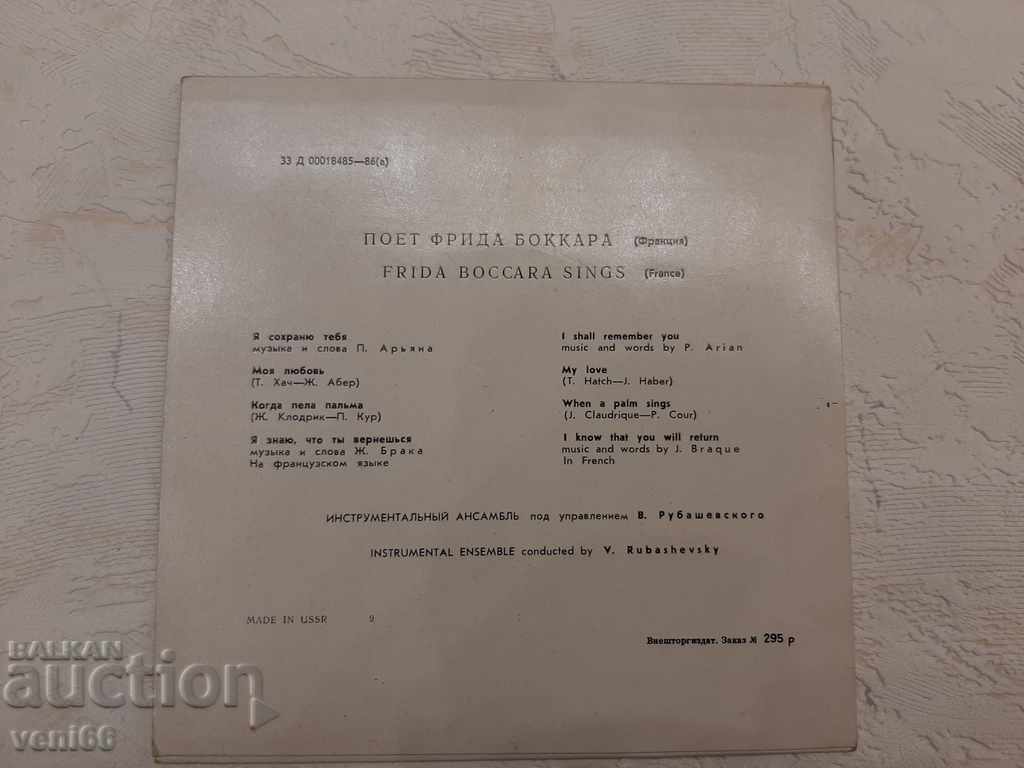 33 Д 00018485—86(а)
ПОЕТ ФРИДА БОККАРА (Франция)
FRIDA BOCCARA SINGS (France)
Я сохраню тебя
музыка и слова П. Арьяна
Моя любовь
(Т. Хач—Ж. Абер)
Когда пела пальма
(Ж. Клодрик—П. Кур)
Я знаю, что ты вернешься
музыка и слова Ж. Брака
На французском языке
I shall remember you
music and words by P. Arian
My love
(T. Hatch—J. Haber)
When a palm sings
(J. Claudrique—P. Cour)
I know that you will return
music and words by J. Braque
In French
ИНСТРУМЕНТАЛЬНЫЙ АНСАМБЛЬ под управлением В. Рубашевского
INSTRUMENTAL ENSEMBLE conducted by V. Rubashevsky
MADE IN USSR 9
Внешторгиздат. Заказ № 295 р
BALKAN
auction
veni66